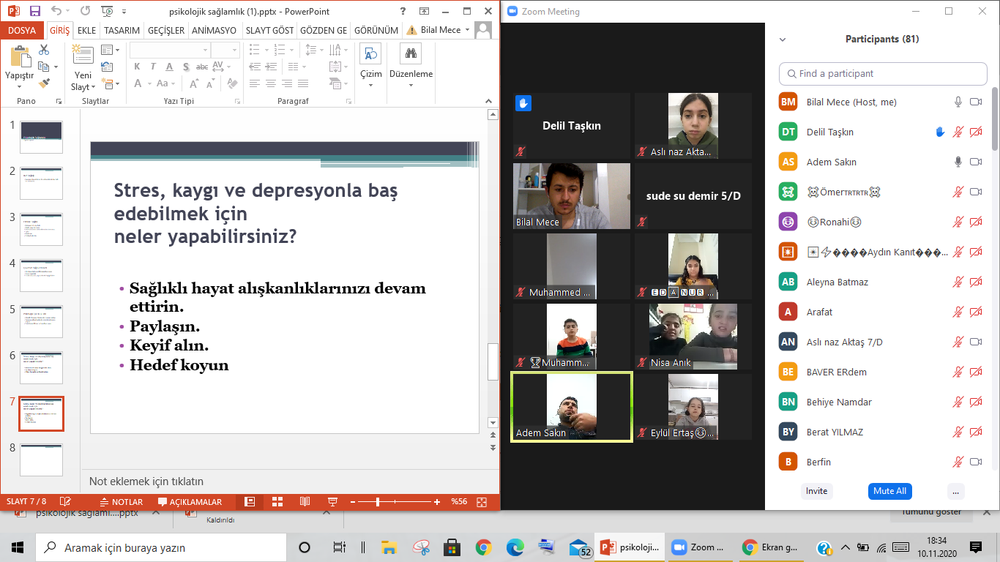 psikolojik sağlamlık (1).pptx - PowerPoint
DOSYA GİRİŞ EKLE TASARIM GEÇİŞLER ANİMASYO SLAYT GÖST GÖZDEN GE GÖRÜNÜM Bilal Mece
Yapıştır
Yeni
Slayt
K T A S abc AV
A Aa A A
Çizim
Düzenleme
Pano Slaytlar Yazı Tipi Paragraf
1
2
3
4
5
6
7
8
Stres, kaygı ve depresyonla baş
edebilmek için
neler yapabilirsiniz?
• Sağlıklı hayat alışkanlıklarınızı devam
ettirin.
• Paylaşın.
• Keyif alın.
• Hedef koyun
Not eklemek için tıklatın
SLAYT 7 / 8 NOTLAR AÇIKLAMALAR %56
Zoom Meeting
Delil Taşkın
Aslı naz Akta...
Bilal Mece
sude su demir 5/D
Muhammed
EDA NUR ...
Muhamm...
Nisa Anık
Adem Sakın
Eylül Ertaş...
Participants (81)
Find a participant
BM Bilal Mece (Host, me)
DT Delil Taşkın
AS Adem Sakın
Ömerᴛʀᴛʀᴛʀ
Ronahi
����Aydın Kanıt���...
AB Aleyna Batmaz
A Arafat
AN Aslı naz Aktaş 7/D
BE BAVER ERdem
BN Behiye Namdar
BY Berat YILMAZ
B Berfin
Invite Mute All ...
psikolojik sağlamlı....pptx
Kaldırıldı
Tümünü göster
Aramak için buraya yazın
52
psikoloji...
Zoom ...
Ekran g...
18:34
10.11.2020